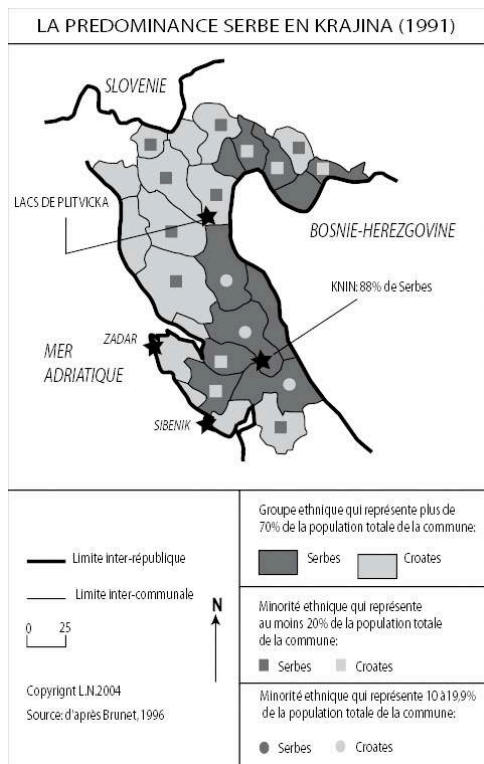 LA PREDOMINANCE SERBE EN KRAJINA (1991)
SLOVENIE
LACS DE PLITVICKA
BOSNIE-HEREZGOVINE
KNIN: 88% de Serbes
ZADAR
MER
ADRIATIQUE
SIBENIK
Limite inter-république
Limite inter-communale
0 25
N
Copyrignt L.N.2004
Source: d'après Brunet, 1996
Groupe ethnique qui représente plus de
70% de la population totale de la commune:
Serbes Croates
Minorité ethnique qui représente
au moins 20% de la population totale
de la commune:
Serbes Croates
Minorité ethnique qui représente 10 à 19,9%
de la population totale de la commune:
Serbes Croates